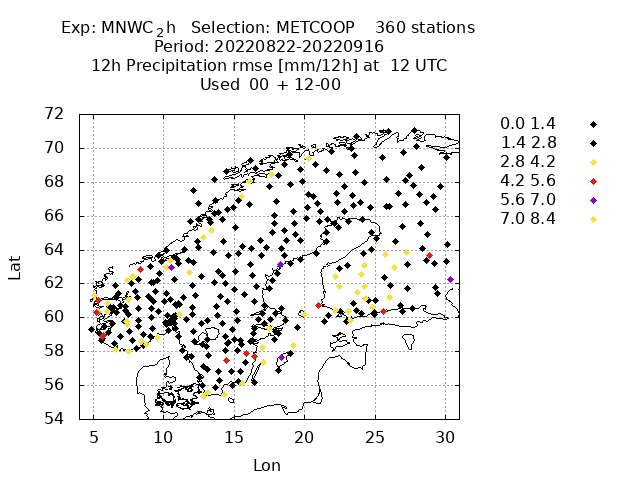 Exp: MNWC₂h   Selection: METCOOP    360 stations
Period: 20220822-20220916
12h Precipitation rmse [mm/12h] at  12 UTC
Used  00 + 12-00
72
70
68
66
64
62
60
58
56
54
Lat
5 10 15 20 25 30
Lon
0.0 1.4
1.4 2.8
2.8 4.2
4.2 5.6
5.6 7.0
7.0 8.4